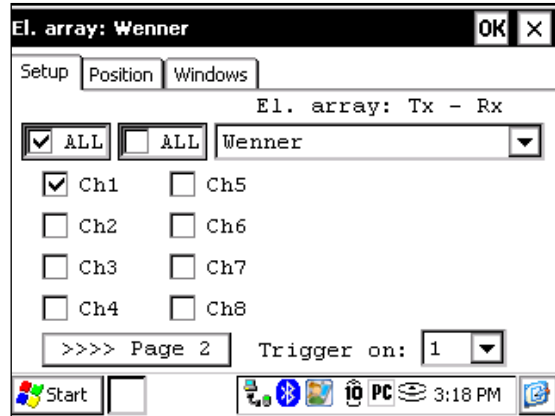 El. array: Wenner OK
Setup Position Windows
El. array: Tx - Rx
ALL ALL Wenner
Ch1 Ch5
Ch2 Ch6
Ch3 Ch7
Ch4 Ch8
>>>> Page 2 Trigger on: 1
Start PC 3:18 PM